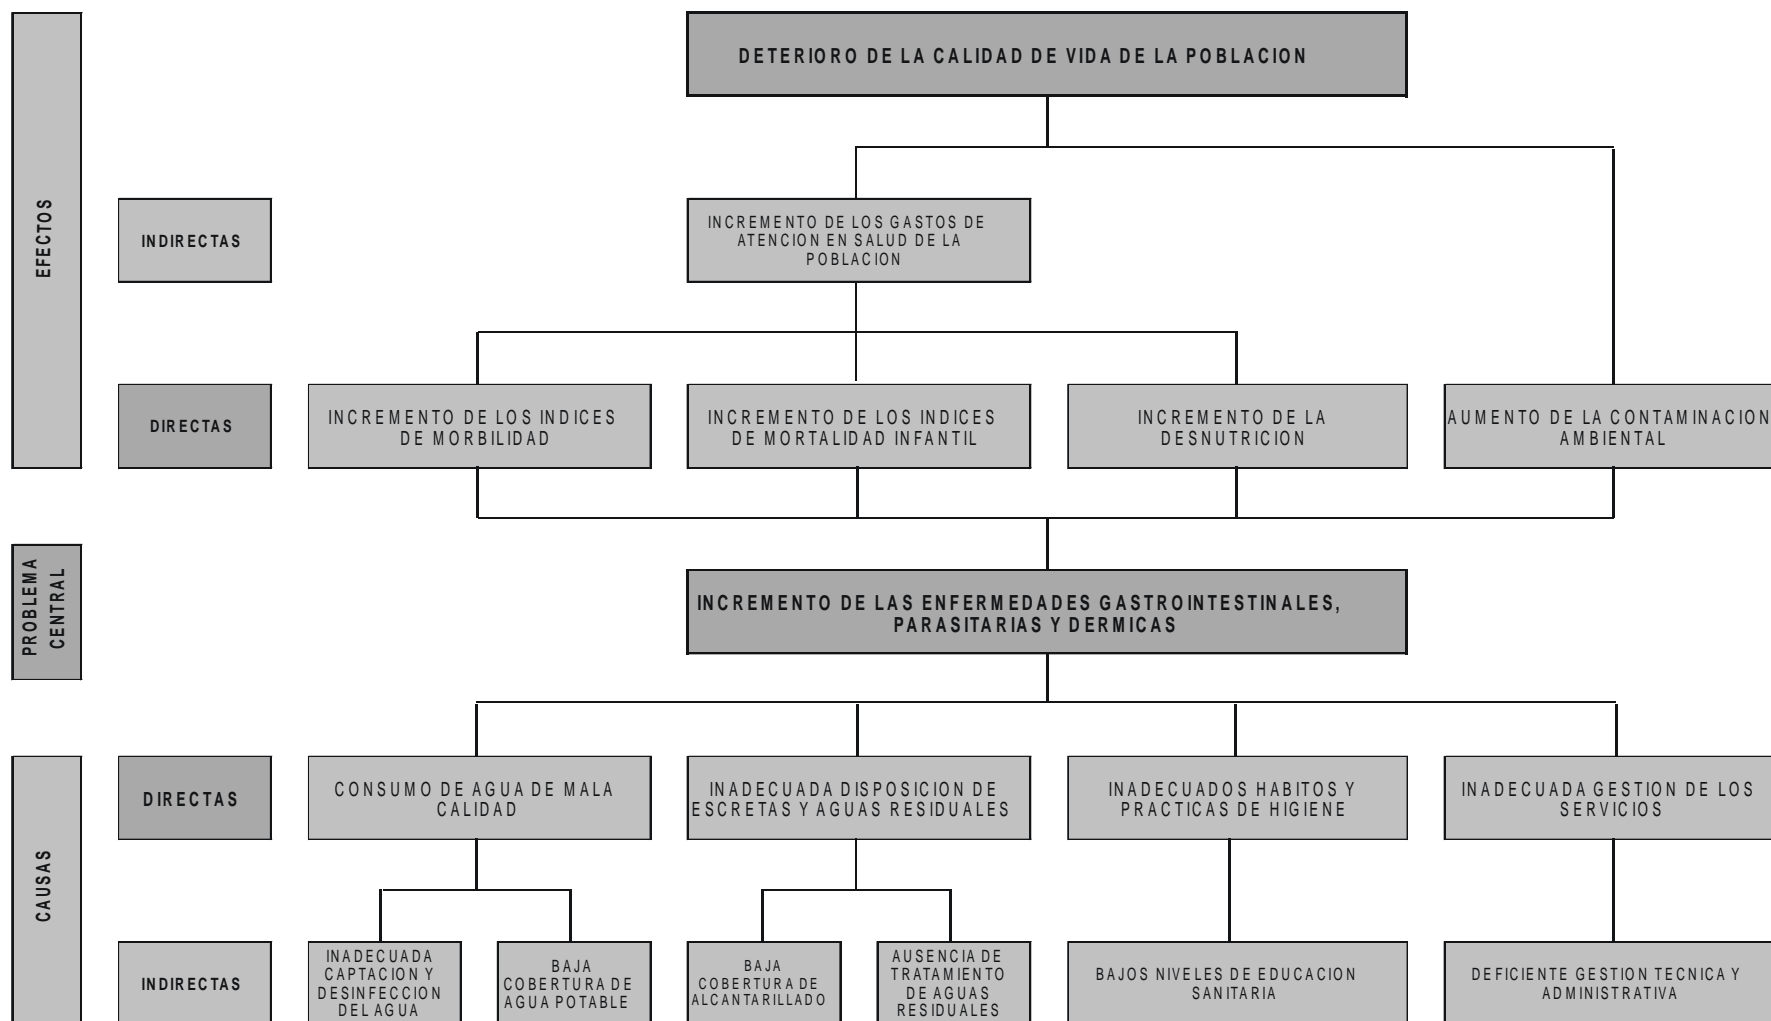 DETERIORO DE LA CALIDAD DE VIDA DE LA POBLACION
EFECTOS
INDIRECTAS
INCREMENTO DE LOS GASTOS DE
ATENCION EN SALUD DE LA
POBLACION
DIRECTAS
INCREMENTO DE LOS INDICES
DE MORBILIDAD
INCREMENTO DE LOS INDICES
DE MORTALIDAD INFANTIL
INCREMENTO DE LA
DESNUTRICION
AUMENTO DE LA CONTAMINACION
AMBIENTAL
PROBLEMA
CENTRAL
INCREMENTO DE LAS ENFERMEDADES GASTROINTESTINALES,
PARASITARIAS Y DERMICAS
CAUSAS
DIRECTAS
CONSUMO DE AGUA DE MALA
CALIDAD
INADECUADA DISPOSICION DE
ESCRETAS Y AGUAS RESIDUALES
INADECUADOS HABITOS Y
PRACTICAS DE HIGIENE
INADECUADA GESTION DE LOS
SERVICIOS
INDIRECTAS
INADECUADA
CAPTACION Y
DESINFECCION
DEL AGUA
BAJA
COBERTURA DE
AGUA POTABLE
BAJA
COBERTURA DE
ALCANTARILLADO
AUSENCIA DE
TRATAMIENTO
DE AGUAS
RESIDUALES
BAJOS NIVELES DE EDUCACION
SANITARIA
DEFICIENTE GESTION TECNICA Y
ADMINISTRATIVA